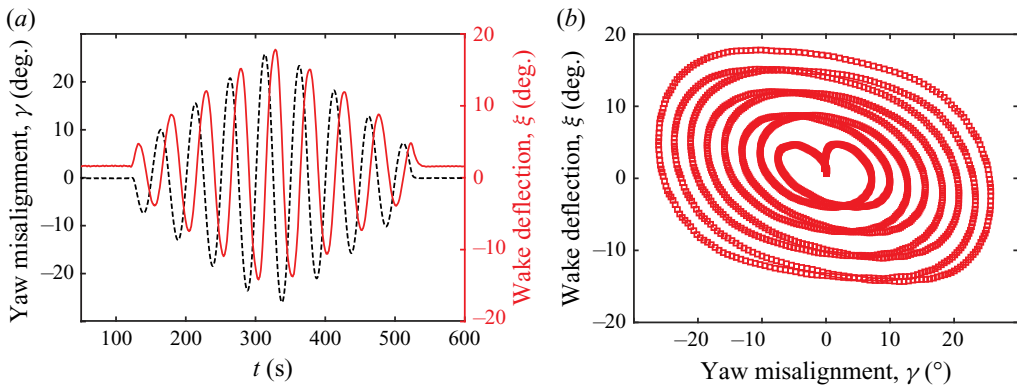 (a)
(b)
20
10
0
−10
−20
Yaw misalignment, γ (deg.)
20
10
0
−10
−20
Wake deflection, ξ (deg.)
100 200 300 400 500 600
t (s)
20
10
0
−10
−20
Wake deflection, ξ (deg.)
−20 −10 0 10 20
Yaw misalignment, γ (°)